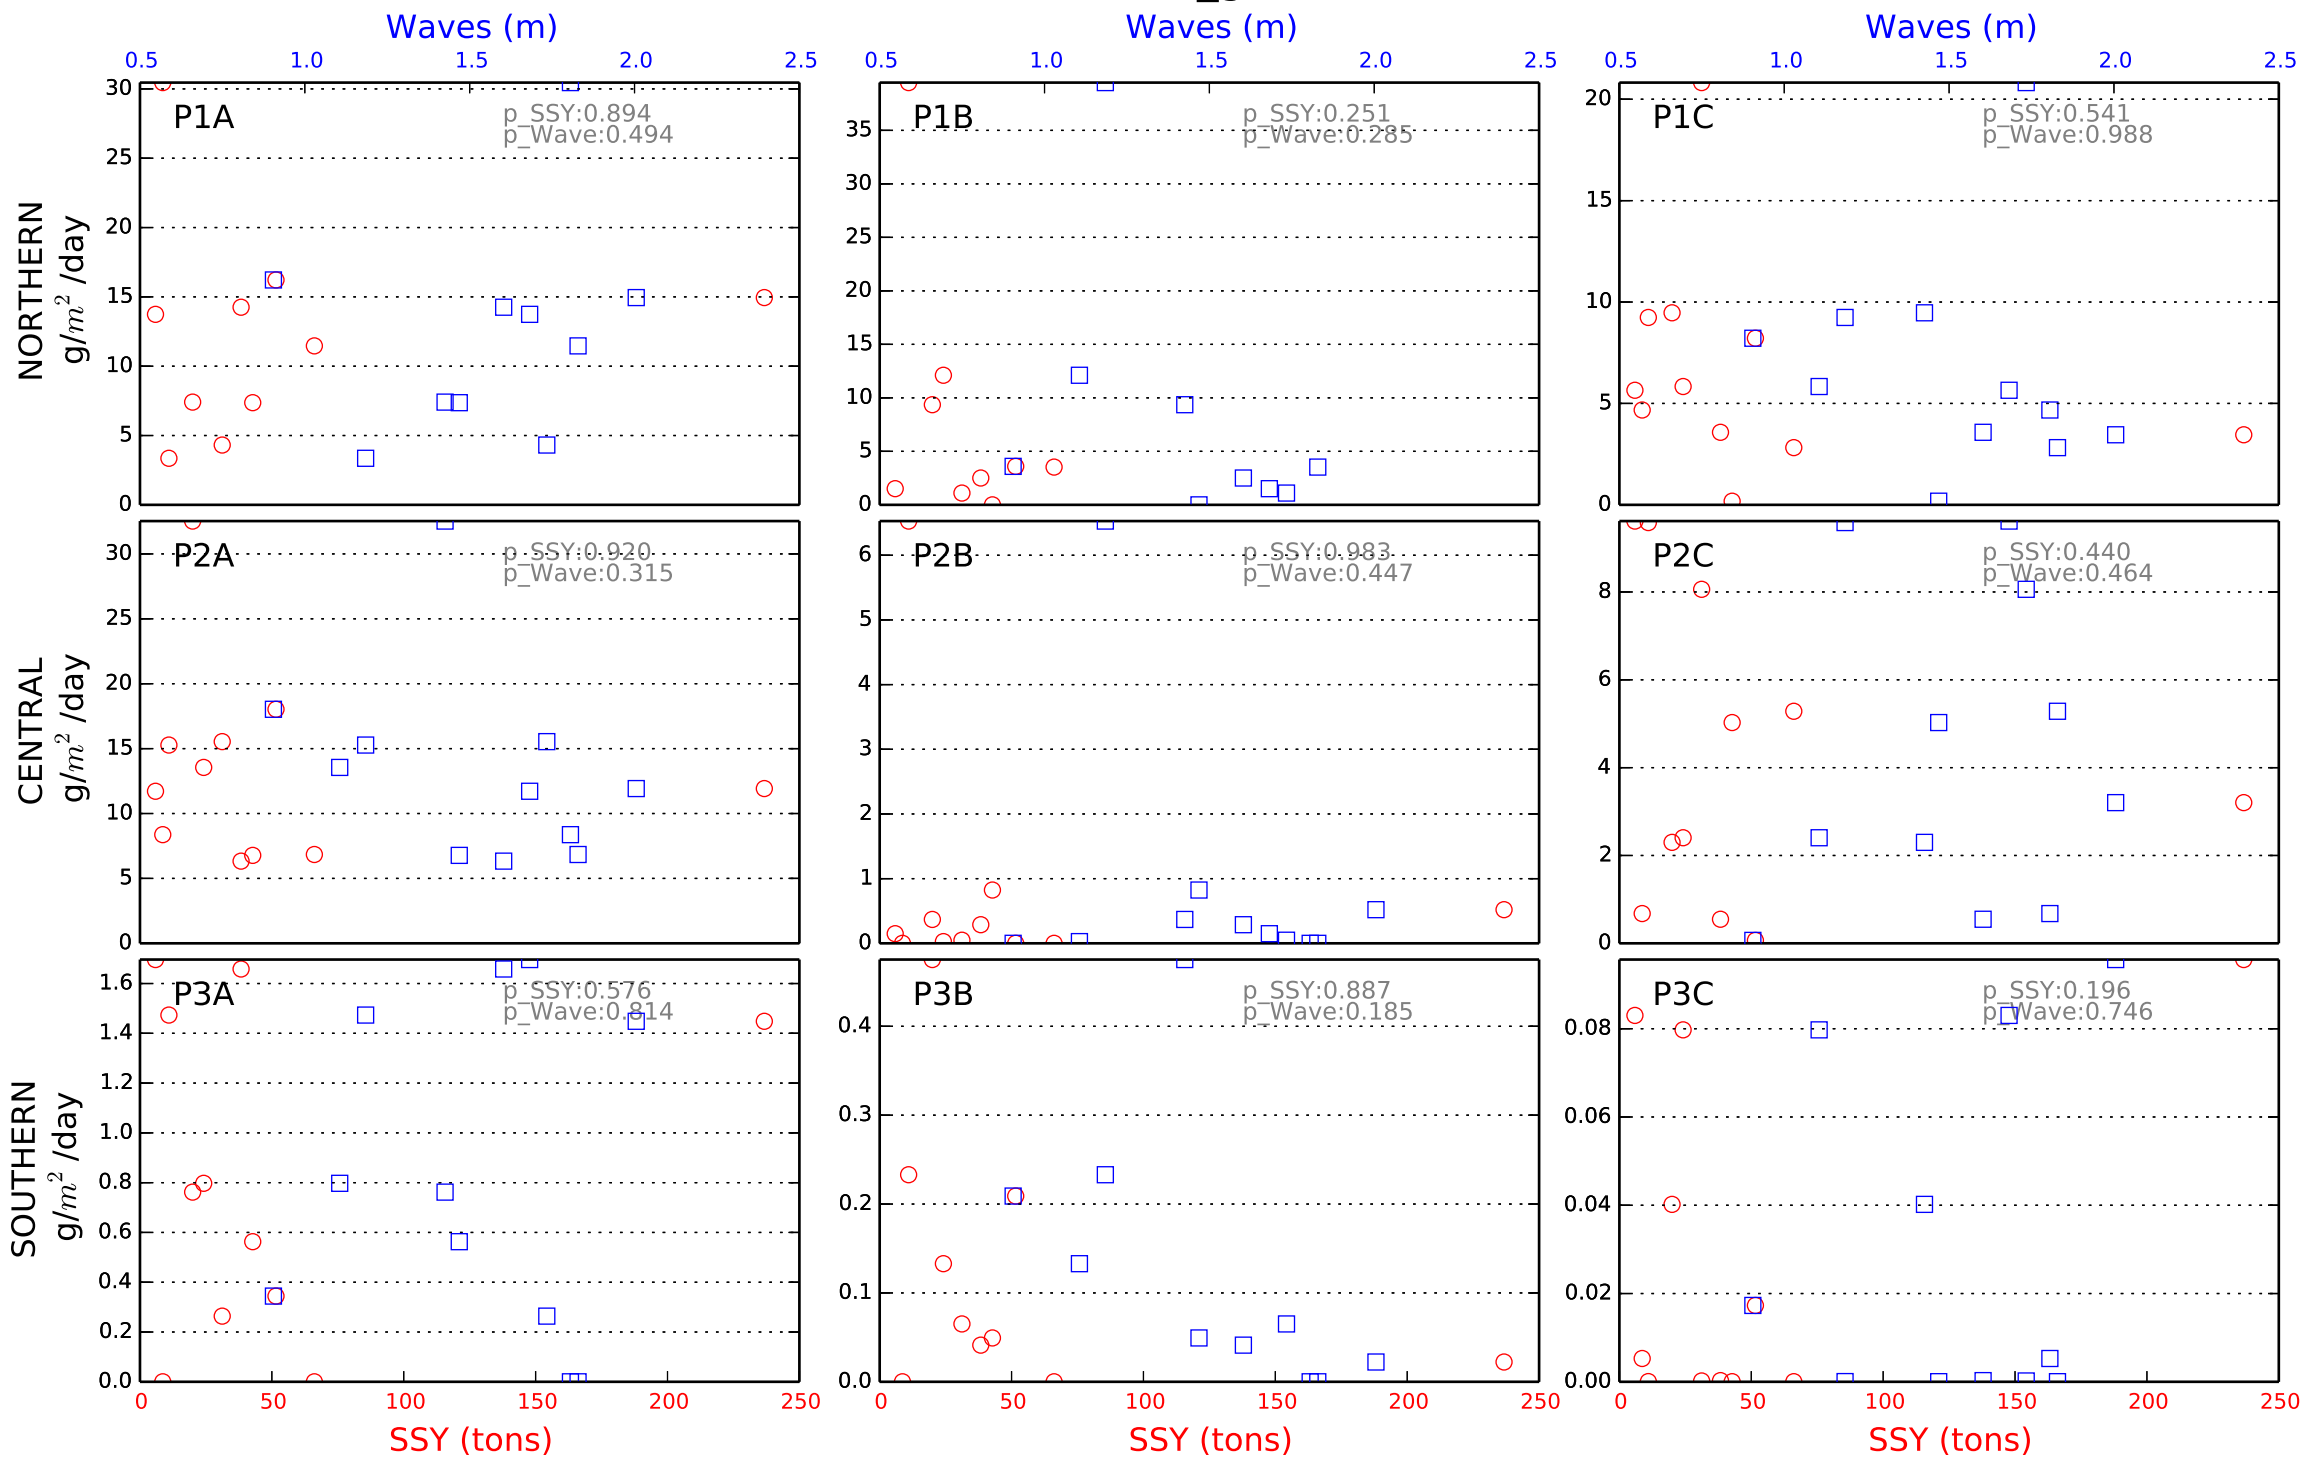 Waves (m) Waves (m) Waves (m)
0.5 1.0 1.5 2.0 2.5 0.5 1.0 1.5 2.0 2.5 0.5 1.0 1.5 2.0 2.5
NORTHERN
g/m² /day
30
25
20
15
10
5
0
P1A
p_SSY:0.894
p_Wave:0.494
35
30
25
20
15
10
5
0
P1B
p_SSY:0.251
p_Wave:0.285
20
15
10
5
0
P1C
p_SSY:0.541
p_Wave:0.988
CENTRAL
g/m² /day
30
25
20
15
10
5
0
P2A
p_SSY:0.920
p_Wave:0.315
6
5
4
3
2
1
0
P2B
p_SSY:0.983
p_Wave:0.447
8
6
4
2
0
P2C
p_SSY:0.440
p_Wave:0.464
SOUTHERN
g/m² /day
1.6
1.4
1.2
1.0
0.8
0.6
0.4
0.2
0.0
P3A
p_SSY:0.576
p_Wave:0.814
0.4
0.3
0.2
0.1
0.0
P3B
p_SSY:0.887
p_Wave:0.185
0.08
0.06
0.04
0.02
0.00
P3C
p_SSY:0.196
p_Wave:0.746
0 50 100 150 200 250 0 50 100 150 200 250 0 50 100 150 200 250
SSY (tons) SSY (tons) SSY (tons)